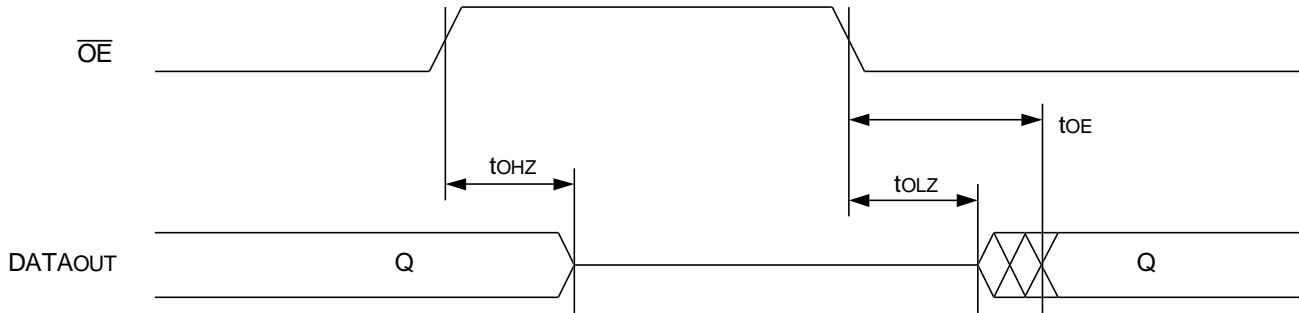 OE
tOE
tOHZ
tOLZ
DATAOUT
Q
Q